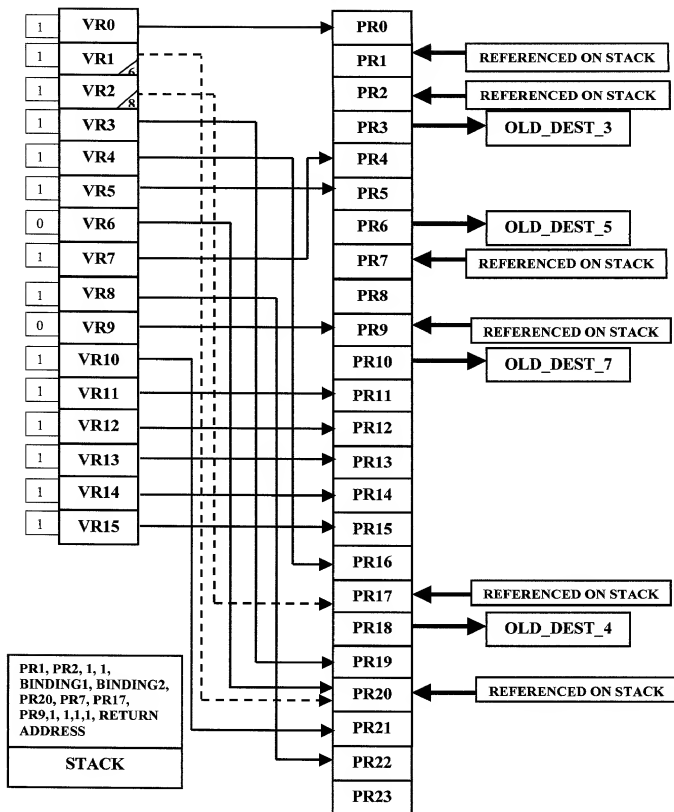 1 VR0 PR0
1 VR1 6 PR1 REFERENCED ON STACK
1 VR2 8 PR2 REFERENCED ON STACK
1 VR3 PR3 OLD_DEST_3
1 VR4 PR4
1 VR5 PR5
0 VR6 PR6 OLD_DEST_5
1 VR7 PR7 REFERENCED ON STACK
1 VR8 PR8
0 VR9 PR9 REFERENCED ON STACK
1 VR10 PR10 OLD_DEST_7
1 VR11 PR11
1 VR12 PR12
1 VR13 PR13
1 VR14 PR14
1 VR15 PR15
PR16
PR17 REFERENCED ON STACK
PR18 OLD_DEST_4
PR19
PR20 REFERENCED ON STACK
PR21
PR22
PR23
PR1, PR2, 1, 1,
BINDING1, BINDING2,
PR20, PR7, PR17,
PR9,1, 1,1,1, RETURN
ADDRESS
STACK